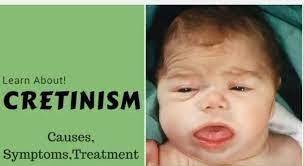 Learn About!
CRETINISM
Causes,
Symptoms,Treatment